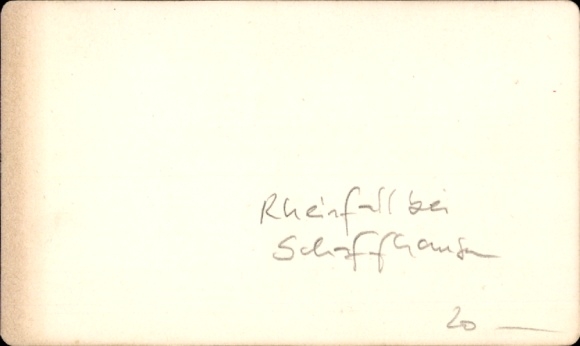 Rheinfall bei
Schaffhausen
20 —